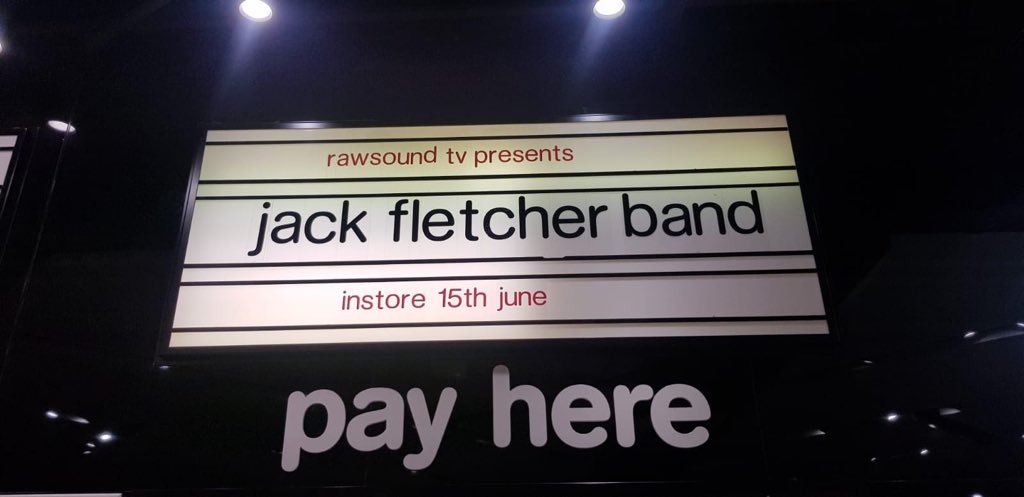 rawsound tv presents
jack fletcher band
instore 15th june
pay here